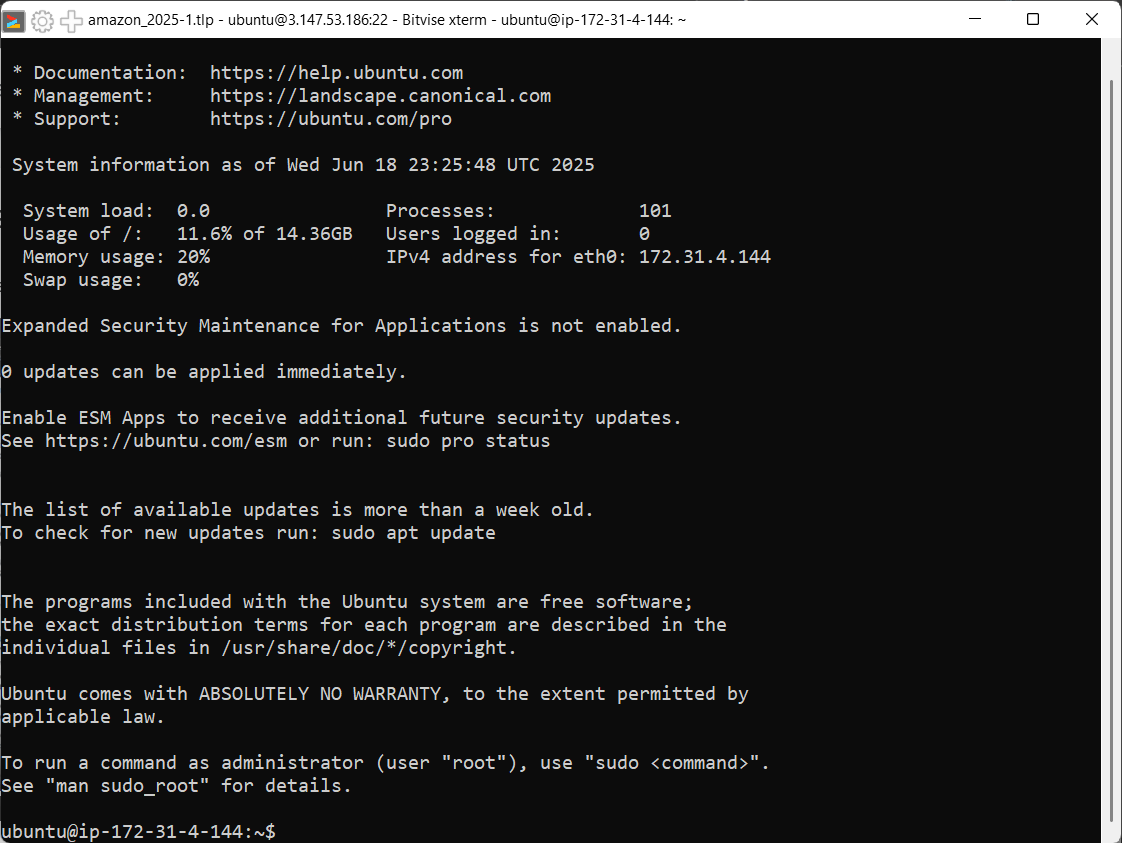 amazon_2025-1.tlp - ubuntu@3.147.53.186:22 - Bitvise xterm - ubuntu@ip-172-31-4-144: ~
* Documentation:  https://help.ubuntu.com
* Management:     https://landscape.canonical.com
* Support:        https://ubuntu.com/pro
System information as of Wed Jun 18 23:25:48 UTC 2025
System load:  0.0                Processes:             101
Usage of /:   11.6% of 14.36GB   Users logged in:       0
Memory usage: 20%                IPv4 address for eth0: 172.31.4.144
Swap usage:   0%
Expanded Security Maintenance for Applications is not enabled.
0 updates can be applied immediately.
Enable ESM Apps to receive additional future security updates.
See https://ubuntu.com/esm or run: sudo pro status
The list of available updates is more than a week old.
To check for new updates run: sudo apt update
The programs included with the Ubuntu system are free software;
the exact distribution terms for each program are described in the
individual files in /usr/share/doc/*/copyright.
Ubuntu comes with ABSOLUTELY NO WARRANTY, to the extent permitted by
applicable law.
To run a command as administrator (user "root"), use "sudo <command>".
See "man sudo_root" for details.
ubuntu@ip-172-31-4-144:~$